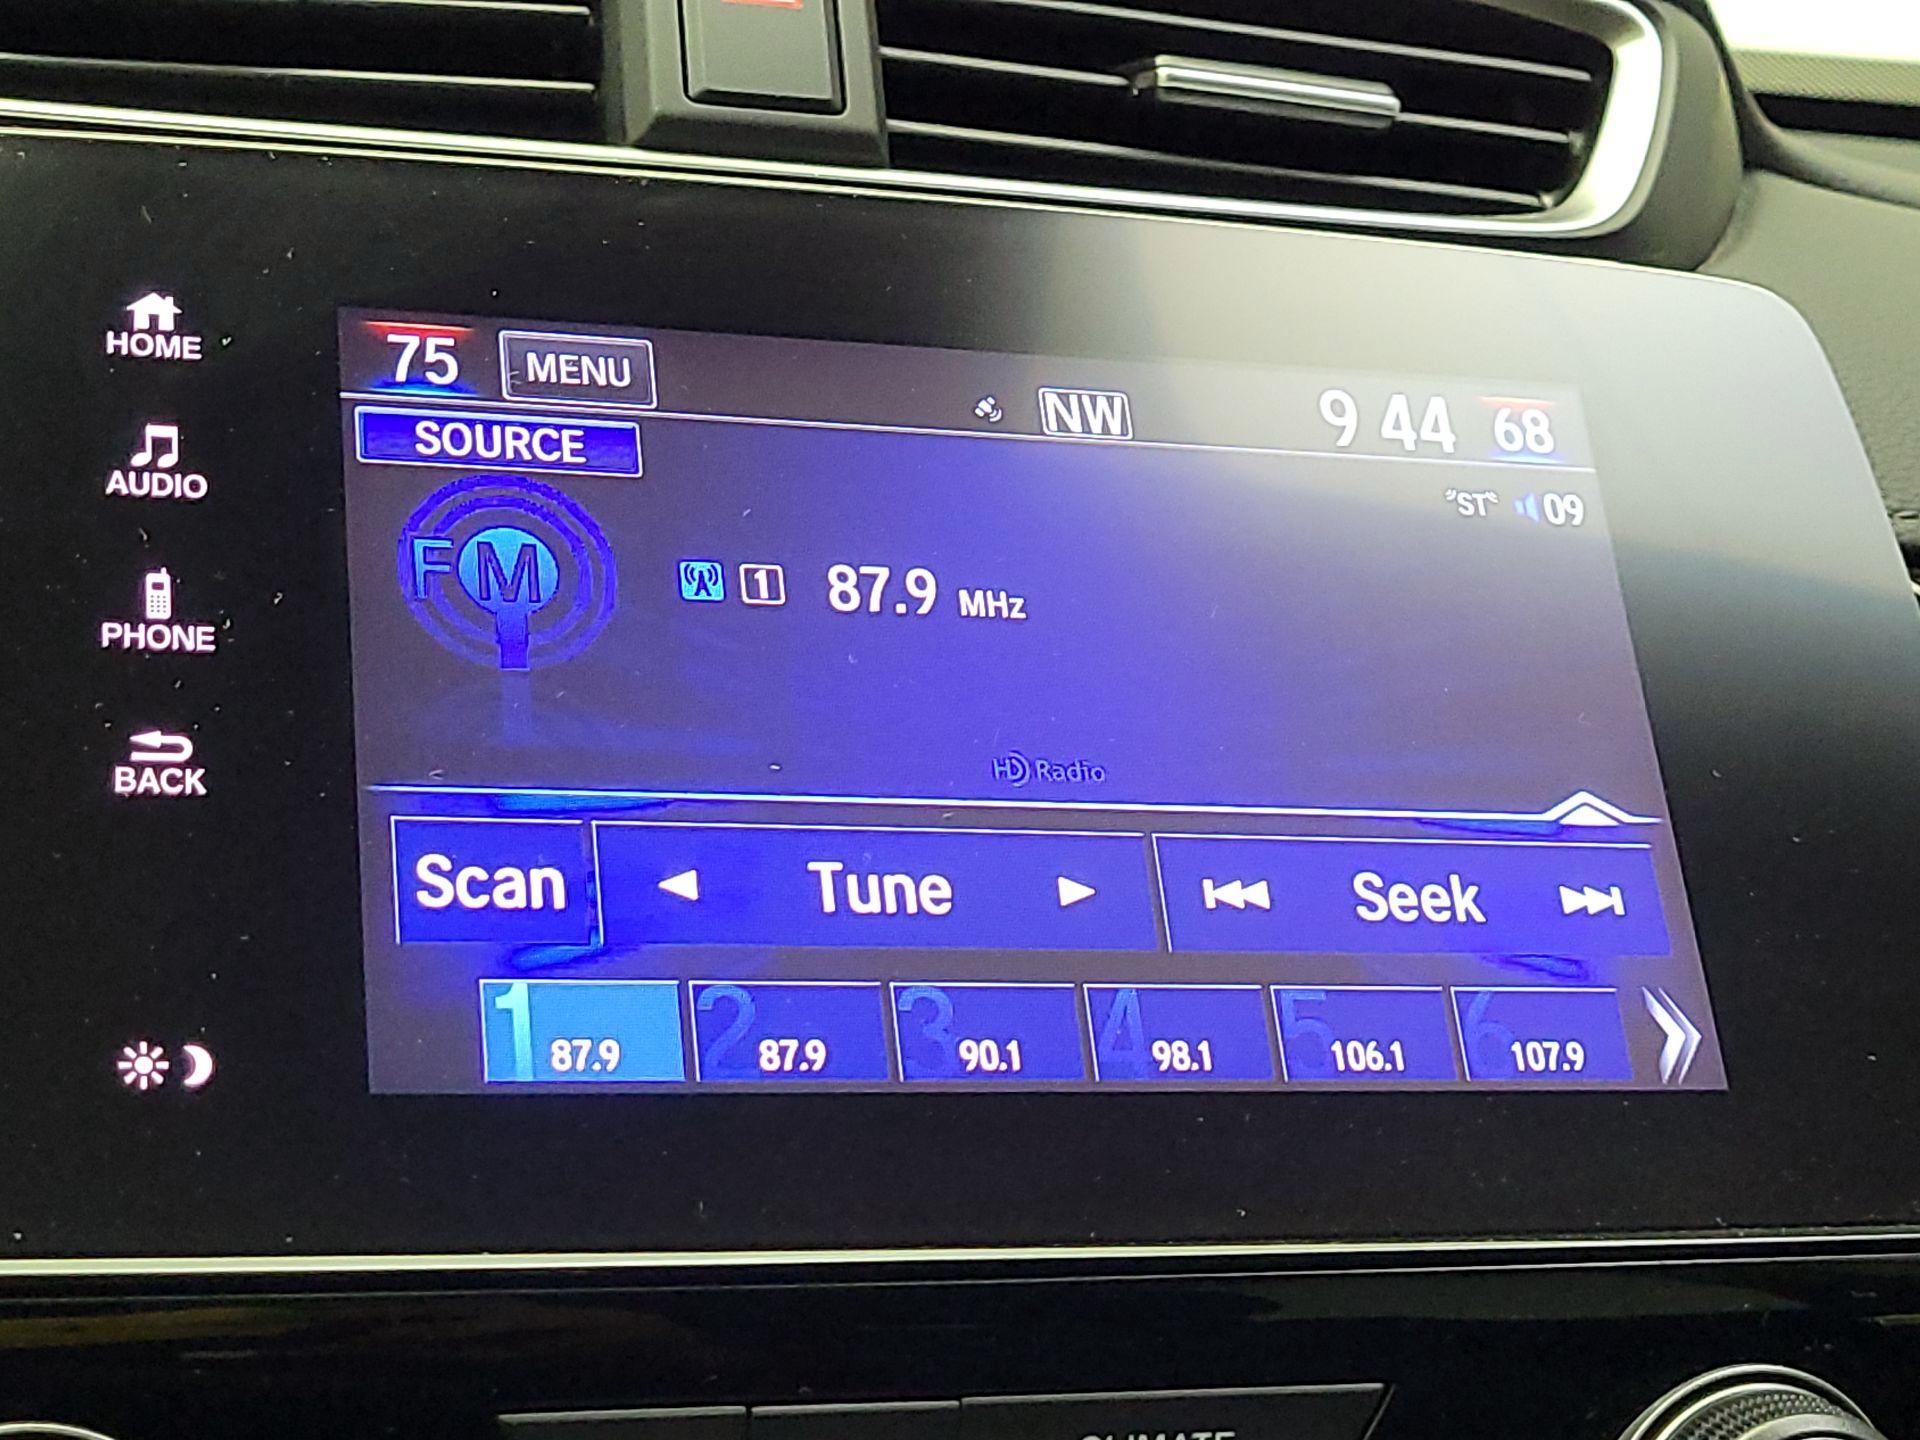 HOME
AUDIO
PHONE
BACK
75 MENU NW 9 44 68
SOURCE
ST 09
FM
1 87.9 MHz
HD Radio
Scan Tune Seek
1 87.9 2 87.9 3 90.1 4 98.1 5 106.1 6 107.9
CLIMATE